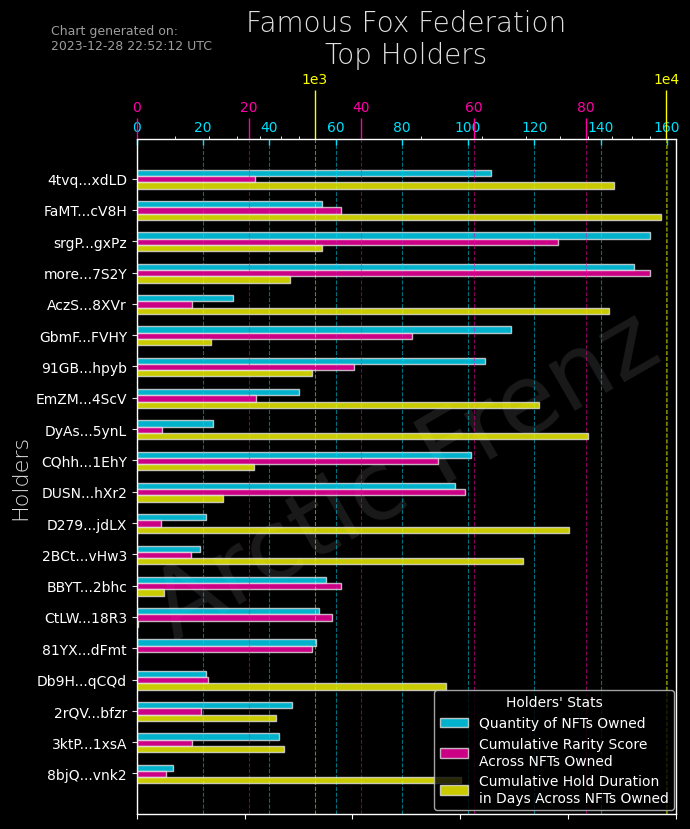 Chart generated on:
2023-12-28 22:52:12 UTC
Famous Fox Federation
Top Holders
1e3 1e4
0 20 40 60 80
0 20 40 60 80 100 120 140 160
Holders
4tvq...xdLD
FaMT...cV8H
srgP...gxPz
more...7S2Y
AczS...8XVr
GbmF...FVHY
91GB...hpyb
EmZM...4ScV
DyAs...5ynL
CQhh...1EhY
DUSN...hXr2
D279...jdLX
2BCt...vHw3
BBYT...2bhc
CtLW...18R3
81YX...dFmt
Db9H...qCQd
2rQV...bfzr
3ktP...1xsA
8bjQ...vnk2
Arctic Frenz
Holders' Stats
Quantity of NFTs Owned
Cumulative Rarity Score
Across NFTs Owned
Cumulative Hold Duration
in Days Across NFTs Owned